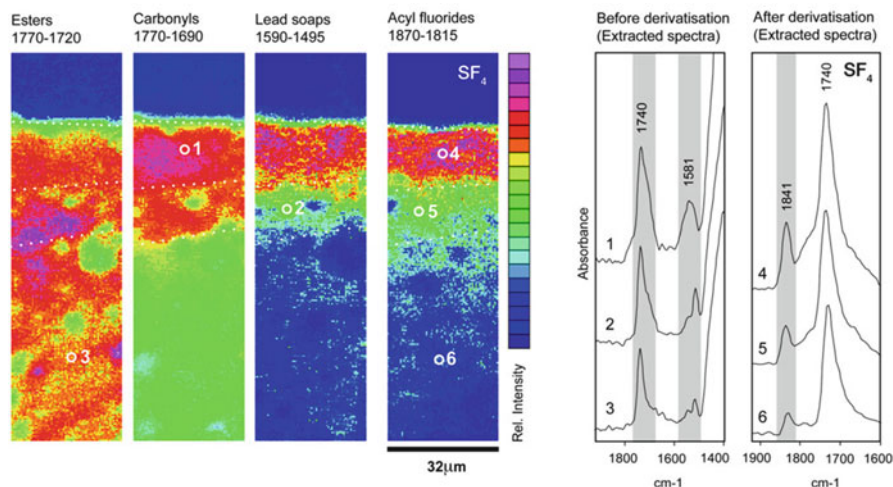 Esters
1770-1720
Carbonyls
1770-1690
Lead soaps
1590-1495
Acyl fluorides
1870-1815
SF₄
1
2
3
4
5
6
Rel. Intensity
32μm
Before derivatisation
(Extracted spectra)
1740
1581
1
2
3
Absorbance
1800 1600 1400
cm-1
After derivatisation
(Extracted spectra)
SF₄
1740
1841
4
5
6
1900 1800 1700 1600
cm-1